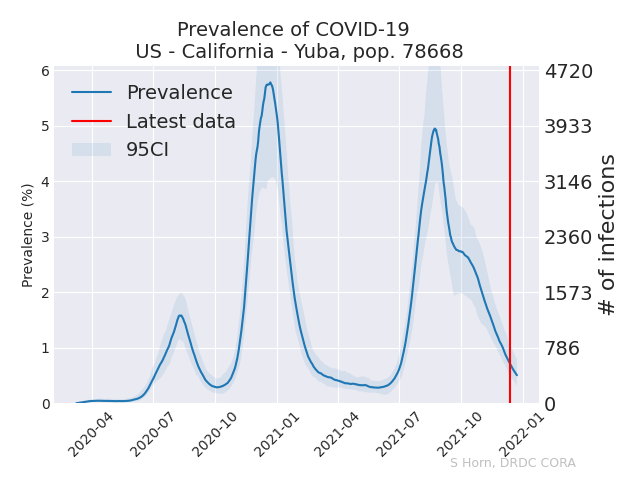 Prevalence of COVID-19
US - California - Yuba, pop. 78668
Prevalence
Latest data
95CI
Prevalence (%)
6
5
4
3
2
1
0
4720
3933
3146
2360
1573
786
0
# of infections
2020-04
2020-07
2020-10
2021-01
2021-04
2021-07
2021-10
2022-01
S Horn, DRDC CORA